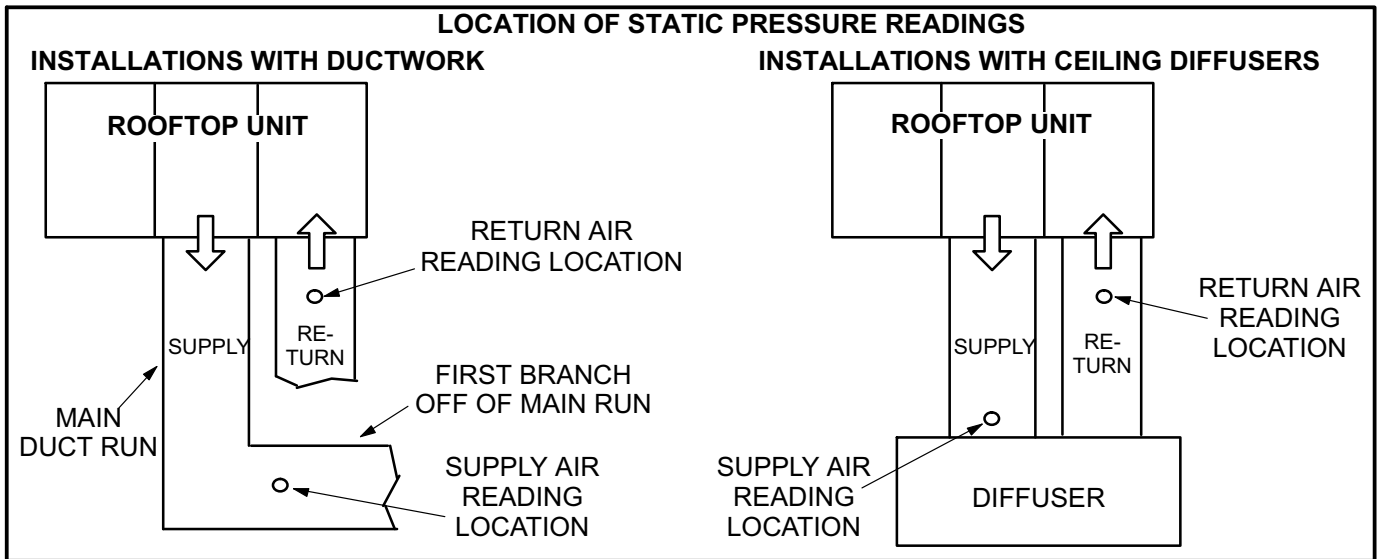 LOCATION OF STATIC PRESSURE READINGS
INSTALLATIONS WITH DUCTWORK
ROOFTOP UNIT
RETURN AIR
READING LOCATION
SUPPLY
RE-
TURN
FIRST BRANCH
OFF OF MAIN RUN
MAIN
DUCT RUN
SUPPLY AIR
READING
LOCATION
INSTALLATIONS WITH CEILING DIFFUSERS
ROOFTOP UNIT
RETURN AIR
READING
LOCATION
SUPPLY
RE-
TURN
SUPPLY AIR
READING
LOCATION
DIFFUSER